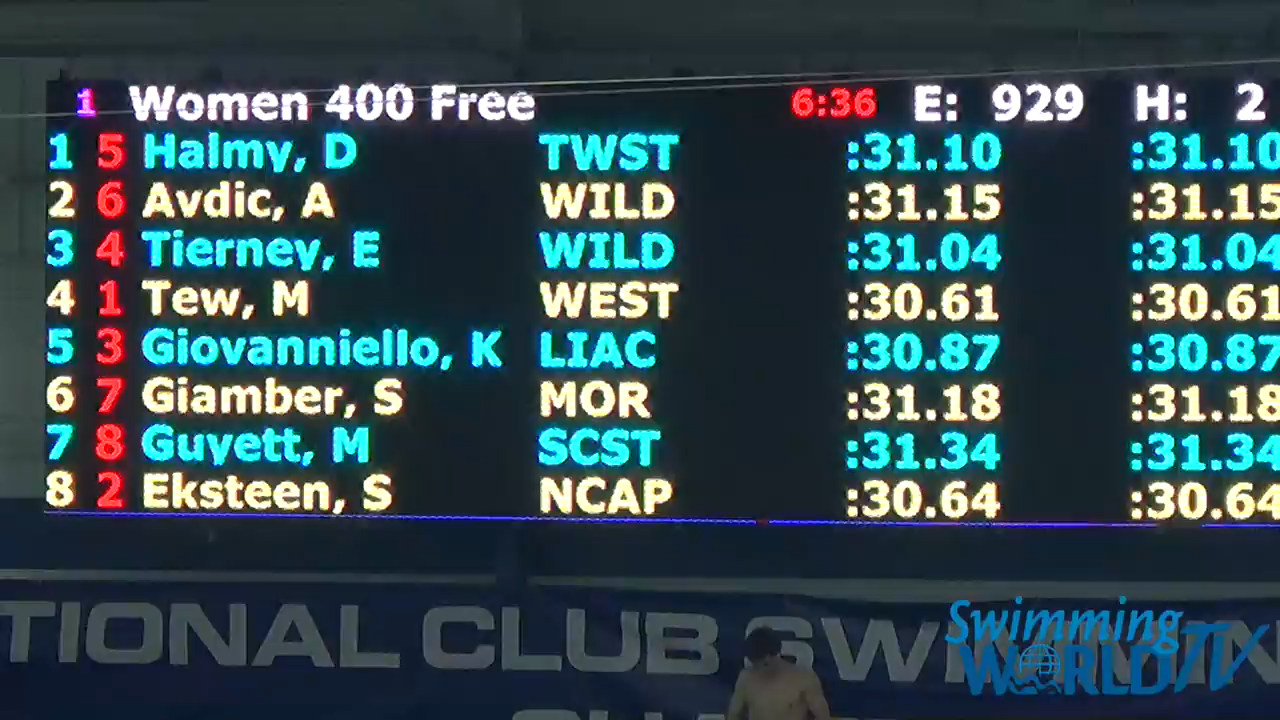 1 Women 400 Free 6:36 E: 929 H: 2
1 5 Halmy, D TWST :31.10 :31.10
2 6 Avdic, A WILD :31.15 :31.15
3 4 Tierney, E WILD :31.04 :31.04
4 1 Tew, M WEST :30.61 :30.61
5 3 Giovanniello, K LIAC :30.87 :30.87
6 7 Giamber, S MOR :31.18 :31.18
7 8 Guyett, M SCST :31.34 :31.34
8 2 Eksteen, S NCAP :30.64 :30.64
TIONAL CLUB
Swimming
WORLD TV